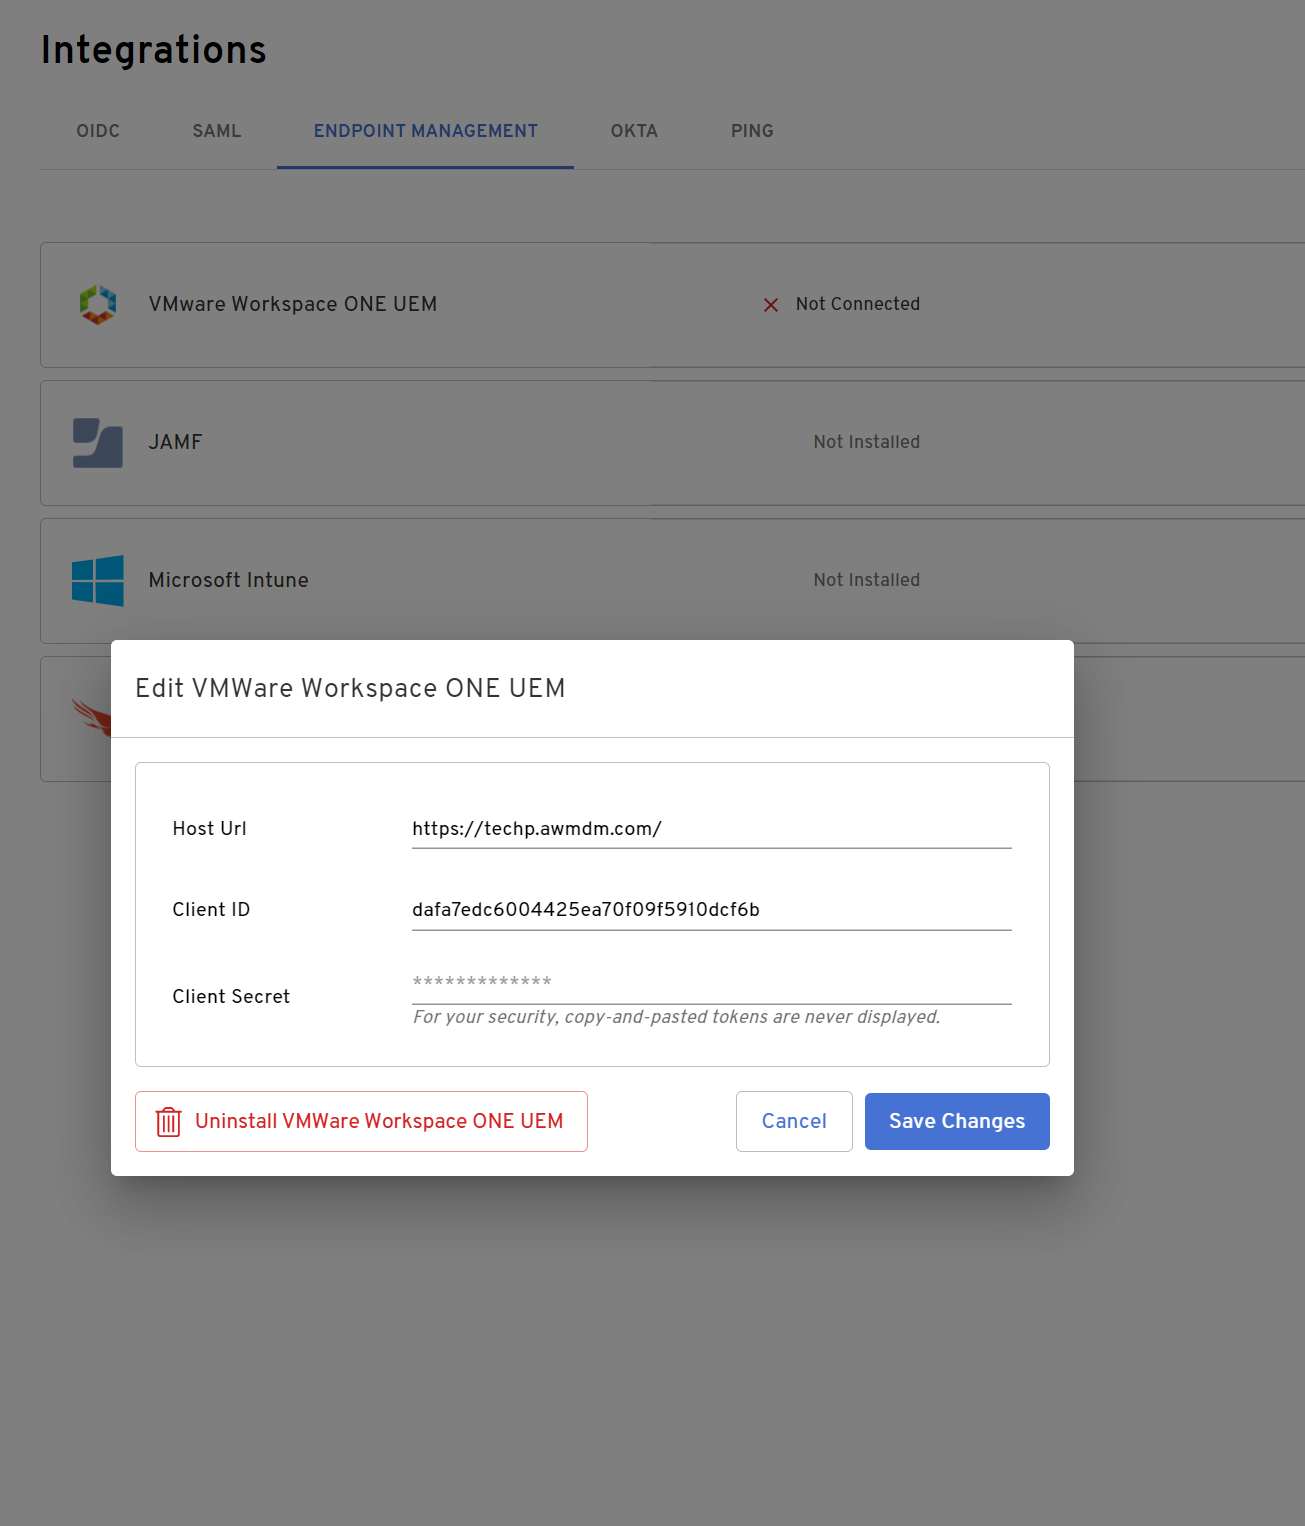 Integrations
OIDC SAML ENDPOINT MANAGEMENT OKTA PING
VMware Workspace ONE UEM Not Connected
JAMF Not Installed
Microsoft Intune Not Installed
Edit VMWare Workspace ONE UEM
Host Url https://techp.awmdm.com/
Client ID dafa7edc6004425ea70f09f5910dcf6b
Client Secret *************
For your security, copy-and-pasted tokens are never displayed.
Uninstall VMWare Workspace ONE UEM Cancel Save Changes